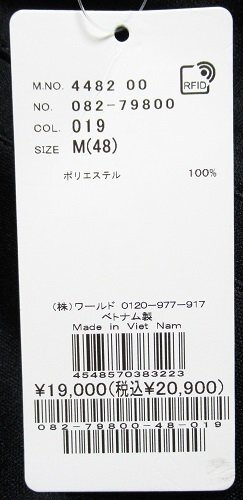 RFID
M.NO. 4482 00
NO. 082-79800
COL. 019
SIZE M(48)
ポリエステル 100%
(株)ワールド 0120-977-917
ベトナム製
Made in Viet Nam
4548570383223
¥19,000(税込¥20,900)
082-79800-48-019